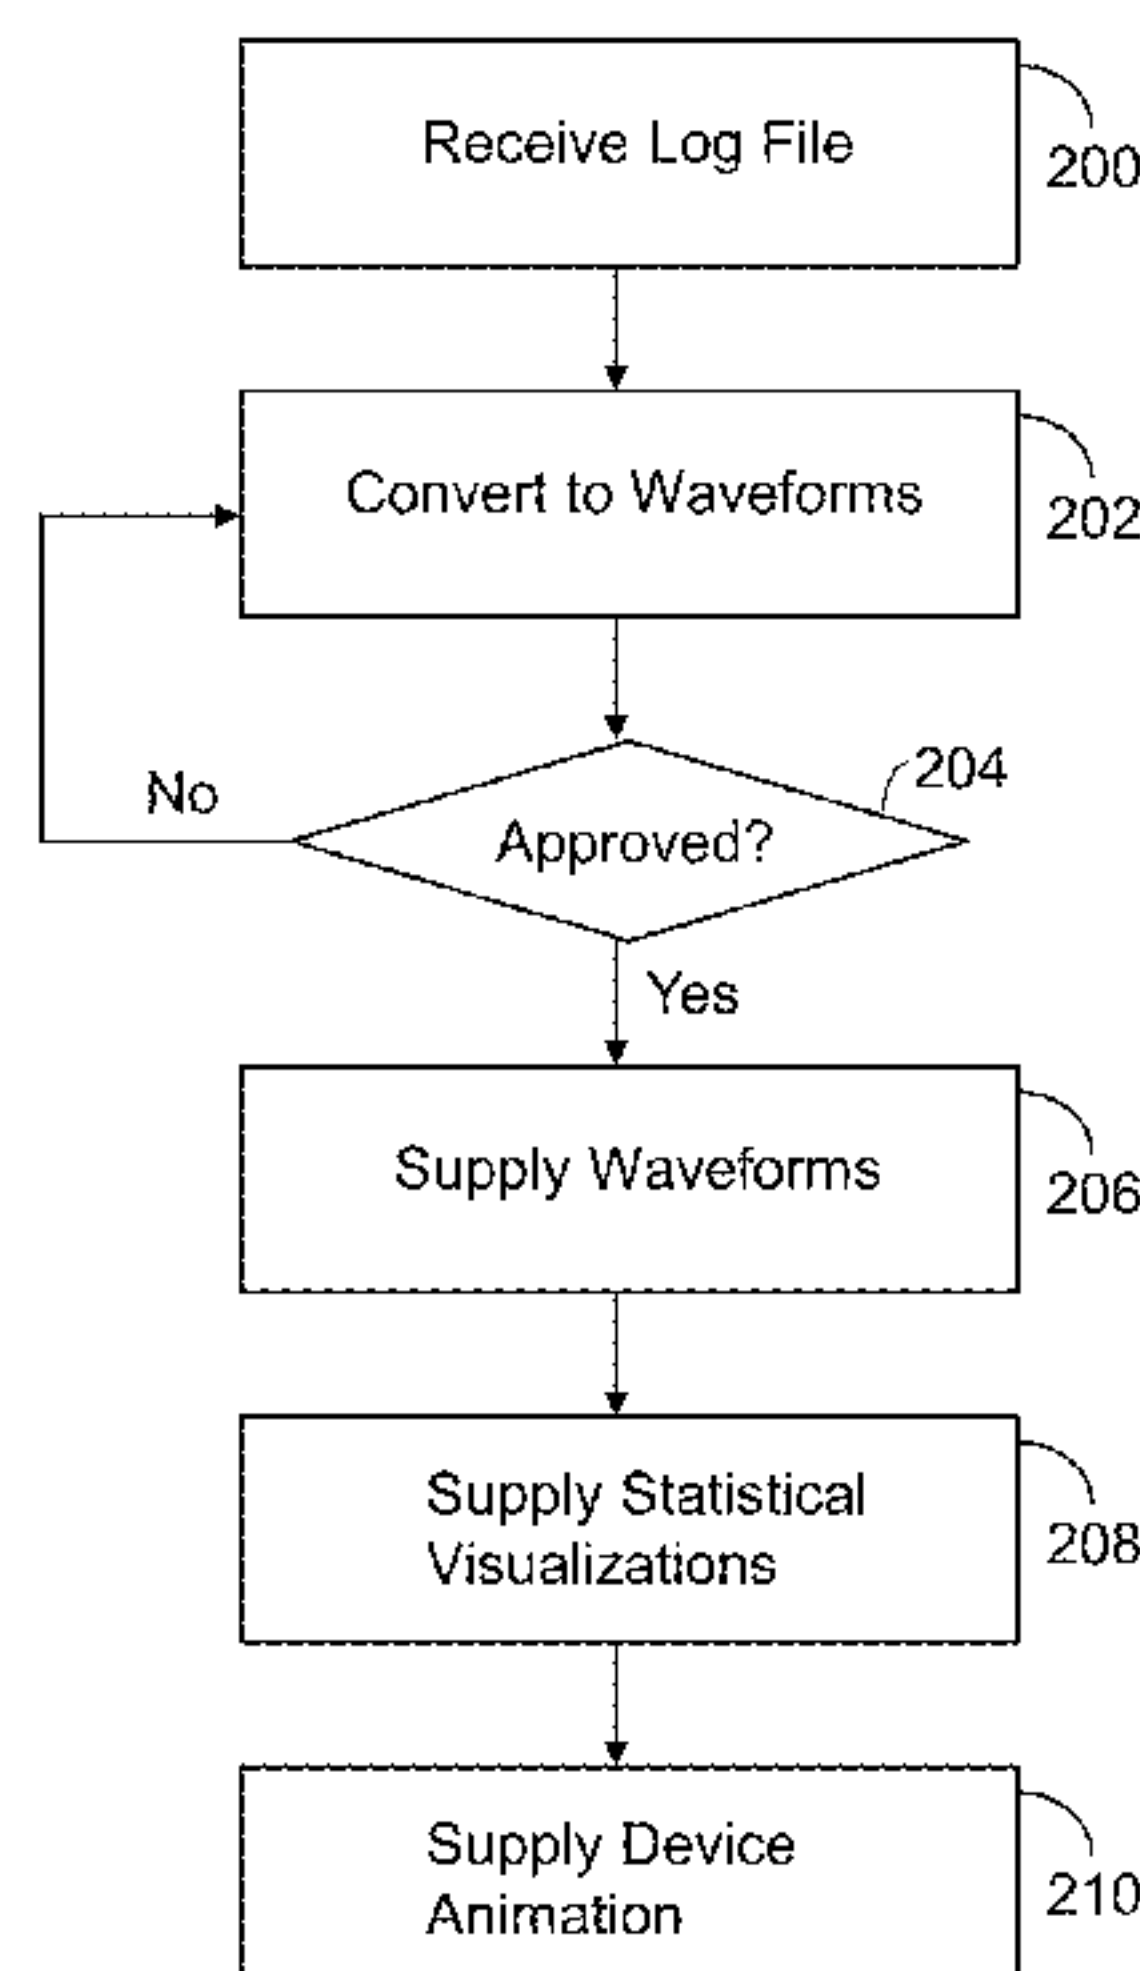 Receive Log File
200
Convert to Waveforms
202
No
204
Approved?
Yes
Supply Waveforms
206
Supply Statistical
Visualizations
208
Supply Device
Animation
210